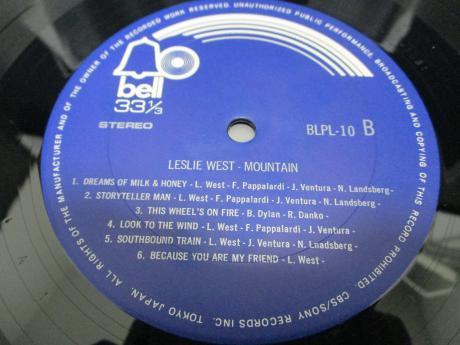 ALL RIGHTS OF THE MANUFACTURER AND OF THE OWNER OF THE RECORDED WORK RESERVED. UNAUTHORIZED PUBLIC PERFORMANCE, BROADCASTING AND COPYING OF THIS RECORD PROHIBITED.
bell
33 1/3
STEREO
BLPL-10 B
LESLIE WEST - MOUNTAIN
1. DREAMS OF MILK & HONEY - L. West - F. Pappalardi - J. Ventura - N. Landsberg -
2. STORYTELLER MAN - L. West - F. Pappalardi - J. Ventura - N. Landsberg -
3. THIS WHEEL'S ON FIRE - B. Dylan - R. Danko -
4. LOOK TO THE WIND - L. West - F. Pappalardi - J. Ventura -
5. SOUTHBOUND TRAIN - L. West - J. Ventura - N. Lnadsberg -
6. BECAUSE YOU ARE MY FRIEND - L. West -
CBS/SONY RECORDS INC. TOKYO JAPAN.